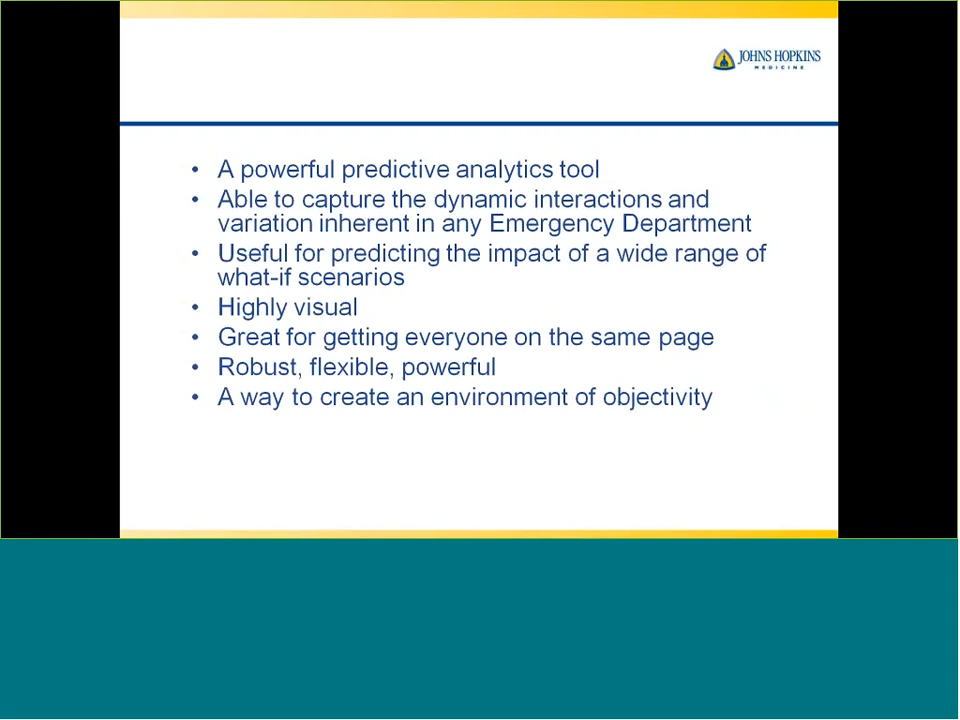 JOHNS HOPKINS
MEDICINE
• A powerful predictive analytics tool
• Able to capture the dynamic interactions and
variation inherent in any Emergency Department
• Useful for predicting the impact of a wide range of
what-if scenarios
• Highly visual
• Great for getting everyone on the same page
• Robust, flexible, powerful
• A way to create an environment of objectivity